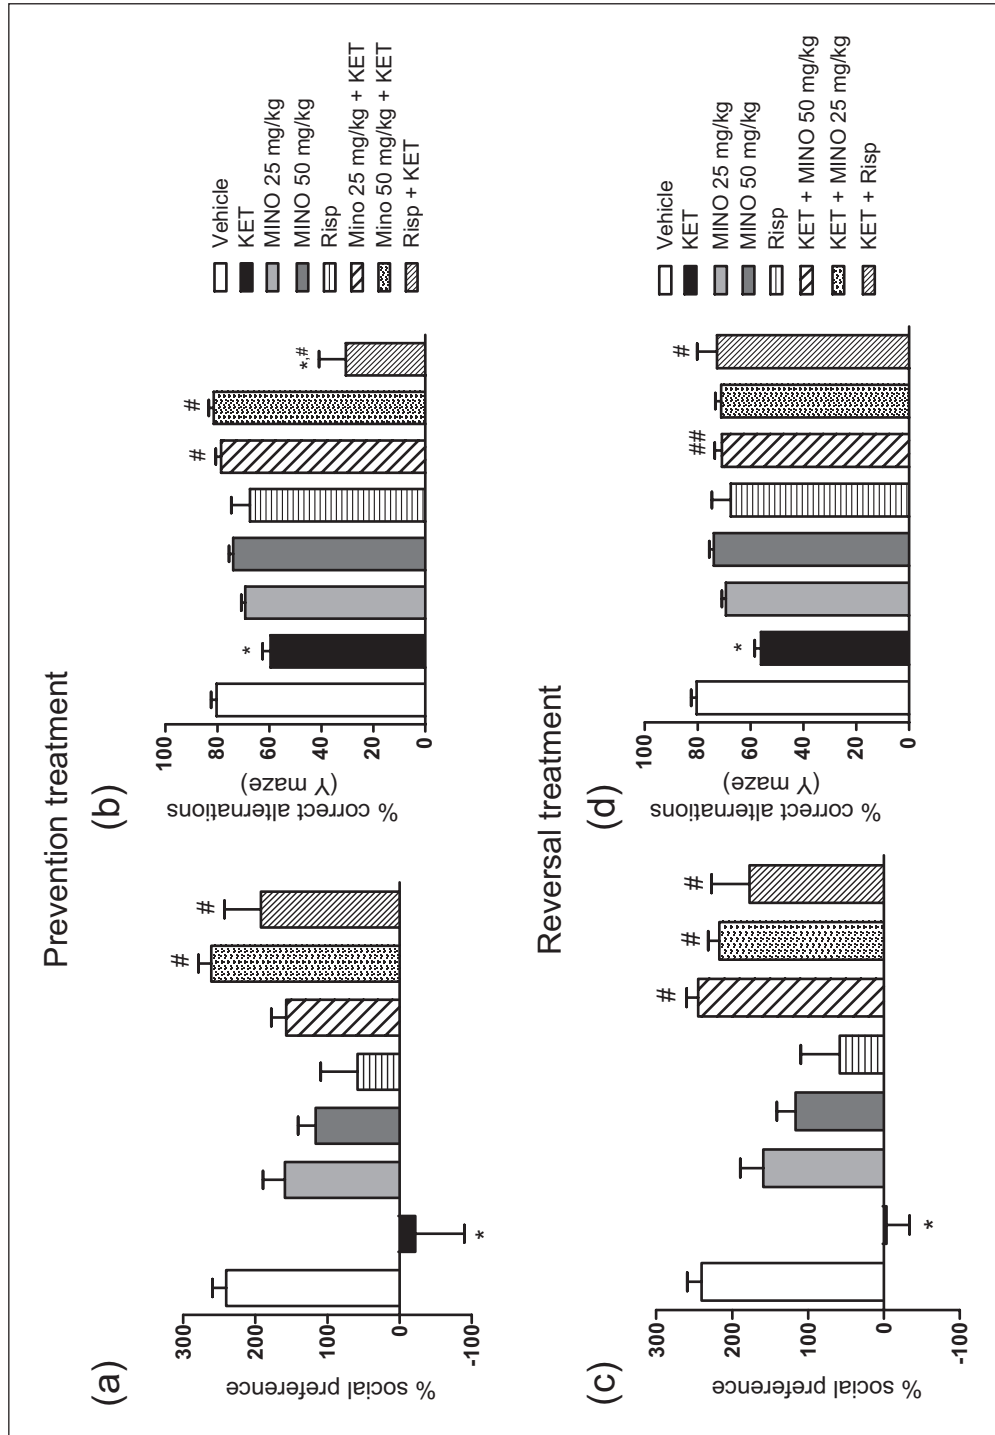 Prevention treatment
(a)
% social preference
300
200
100
0
-100
*
#
#
(b)
% correct alternations
(Y maze)
100
80
60
40
20
0
*
#
#
*,#
Vehicle
KET
MINO 25 mg/kg
MINO 50 mg/kg
Risp
Mino 25 mg/kg + KET
Mino 50 mg/kg + KET
Risp + KET
Reversal treatment
(c)
% social preference
300
200
100
0
-100
*
#
#
#
(d)
% correct alternations
(Y maze)
100
80
60
40
20
0
*
##
#
Vehicle
KET
MINO 25 mg/kg
MINO 50 mg/kg
Risp
KET + MINO 50 mg/kg
KET + MINO 25 mg/kg
KET + Risp